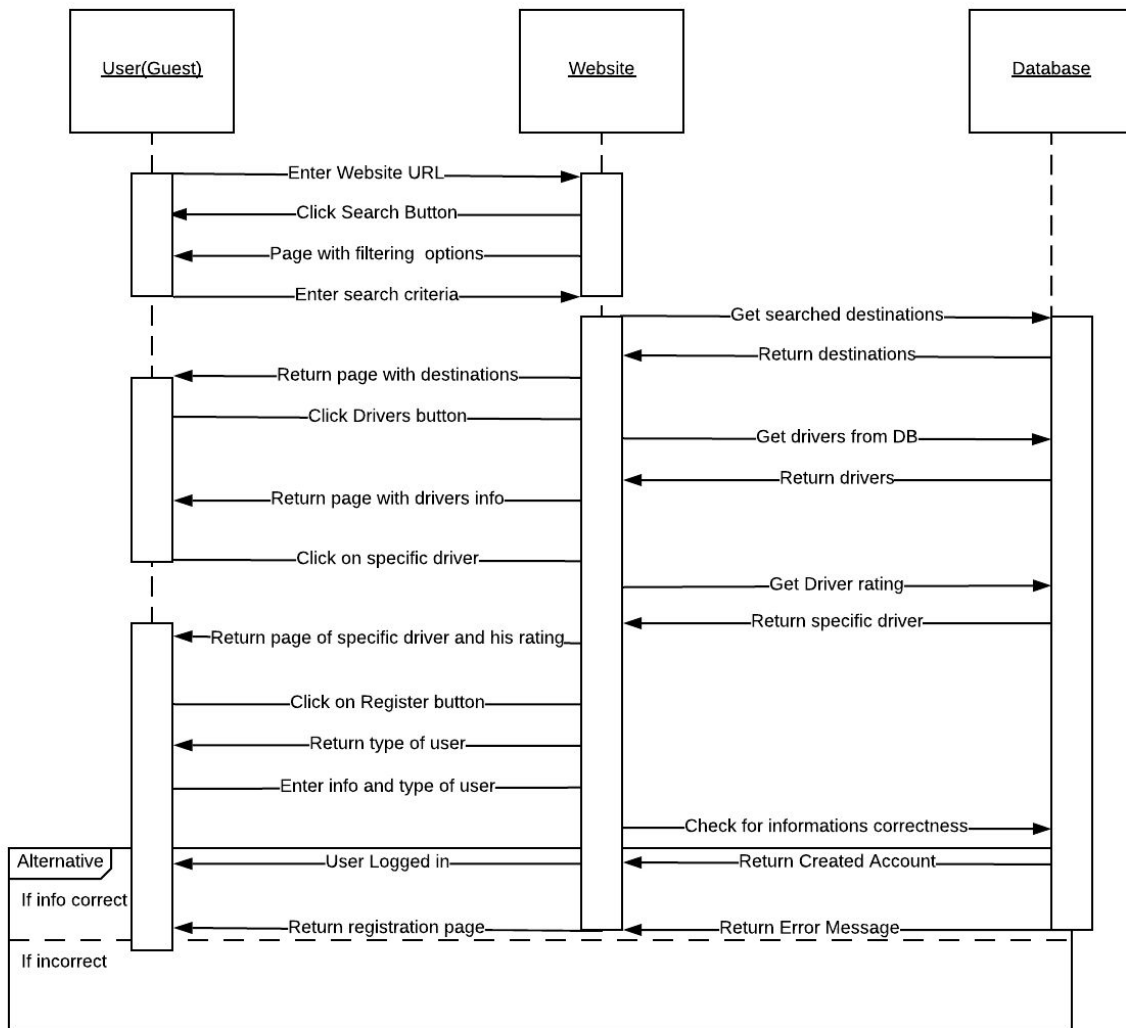 User(Guest)
Website
Database
Enter Website URL
Click Search Button
Page with filtering  options
Enter search criteria
Get searched destinations
Return destinations
Return page with destinations
Click Drivers button
Get drivers from DB
Return drivers
Return page with drivers info
Click on specific driver
Get Driver rating
Return specific driver
Return page of specific driver and his rating
Click on Register button
Return type of user
Enter info and type of user
Check for informations correctness
Alternative
User Logged in
Return Created Account
If info correct
Return registration page
Return Error Message
If incorrect